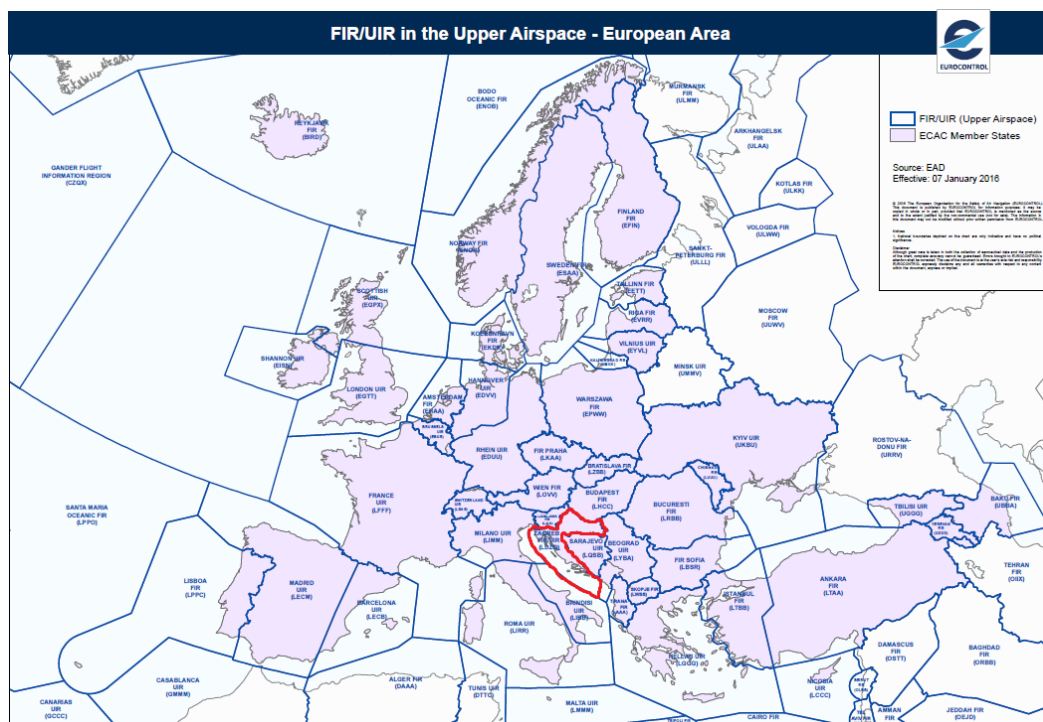 FIR/UIR in the Upper Airspace - European Area
EUROCONTROL
FIR/UIR (Upper Airspace)
ECAC Member States
Source: EAD
Effective: 07 January 2016
BODO
OCEANIC FIR
(ENOB)
MURMANSK
FIR
(ULMM)
REYKJAVIK
FIR
(BIRD)
ARKHANGELSK
FIR
(ULAA)
GANDER FLIGHT
INFORMATION REGION
(CZQX)
KOTLAS FIR
(ULKK)
FINLAND
FIR
(EFIN)
VOLOGDA FIR
(ULWW)
NORWAY FIR
SANKT-
PETERBURG FIR
(ULLL)
SWEDEN FIR
(ESAA)
TALLINN FIR
(EETT)
SCOTTISH
UIR
(EGPX)
RIGA FIR
(EVRR)
MOSCOW
FIR
(UUWV)
KOBENHAVN
FIR
VILNIUS UIR
(EYVL)
SHANNON UIR
(EISN)
MINSK UIR
(UMMV)
LONDON UIR
(EGTT)
AMSTERDAM
FIR
(EHAA)
HANNOVER
UIR
(EDVV)
WARSZAWA
FIR
(EPWW)
KYIV UIR
(UKBU)
ROSTOV-NA-
DONU FIR
(URRV)
RHEIN UIR
(EDUU)
FIR PRAHA
(LKAA)
BRATISLAVA FIR
(LZBB)
FRANCE
UIR
(LFFF)
WIEN FIR
(LOVV)
BUDAPEST
FIR
(LHCC)
BUCURESTI
FIR
(LRBB)
BAKU FIR
(UBBA)
SANTA MARIA
OCEANIC FIR
(LPPO)
TBILISI UIR
(UGGG)
MILANO UIR
(LIMM)
ZAGREB
SARAJEVO
UIR
(LQSB)
BEOGRAD
UIR
(LYBA)
FIR SOFIA
(LBSR)
TEHRAN
FIR
(OIIX)
LISBOA
FIR
(LPPC)
MADRID
UIR
(LECM)
BARCELONA
UIR
(LECB)
ROMA UIR
(LIRR)
BRINDISI
UIR
SKOPJE FIR
(LWSS)
TIRANA
FIR
ISTANBUL
FIR
(LTBB)
ANKARA
FIR
(LTAA)
HELLAS UIR
(LGGG)
DAMASCUS
FIR
(OSTT)
BAGHDAD
FIR
(ORBB)
CASABLANCA
UIR
(GMMM)
ALGER FIR
(DAAA)
TUNIS UIR
(DTTC)
NICOSIA
UIR
(LCCC)
CANARIAS
UIR
(GCCC)
MALTA UIR
(LMMM)
CAIRO FIR
AMMAN
FIR
JEDDAH FIR
(OEJD)